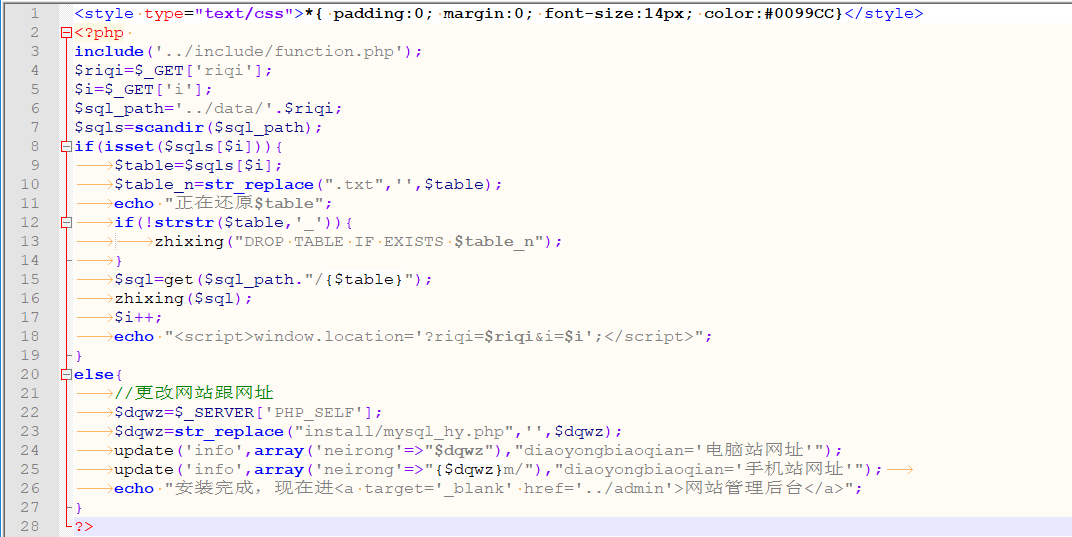 1 <style type="text/css">*{ padding:0; margin:0; font-size:14px; color:#0099CC}</style>
2 <?php
3 include('../include/function.php');
4 $riqi=$_GET['riqi'];
5 $i=$_GET['i'];
6 $sql_path='../data/'.$riqi;
7 $sqls=scandir($sql_path);
8 if(isset($sqls[$i])){
9 $table=$sqls[$i];
10 $table_n=str_replace(".txt",'',$table);
11 echo "正在还原$table";
12 if(!strstr($table,'_')){
13 zhixing("DROP TABLE IF EXISTS $table_n");
14 }
15 $sql=get($sql_path."/{$table}");
16 zhixing($sql);
17 $i++;
18 echo "<script>window.location='?riqi=$riqi&i=$i';</script>";
19 }
20 else{
21 //更改网站跟网址
22 $dqwz=$_SERVER['PHP_SELF'];
23 $dqwz=str_replace("install/mysql_hy.php",'',$dqwz);
24 update('info',array('neirong'=>"$dqwz"),"diaoyongbiaoqian='电脑站网址'");
25 update('info',array('neirong'=>"{$dqwz}m/"),"diaoyongbiaoqian='手机站网址'");
26 echo "安装完成，现在进<a target='_blank' href='../admin'>网站管理后台</a>";
27 }
28 ?>